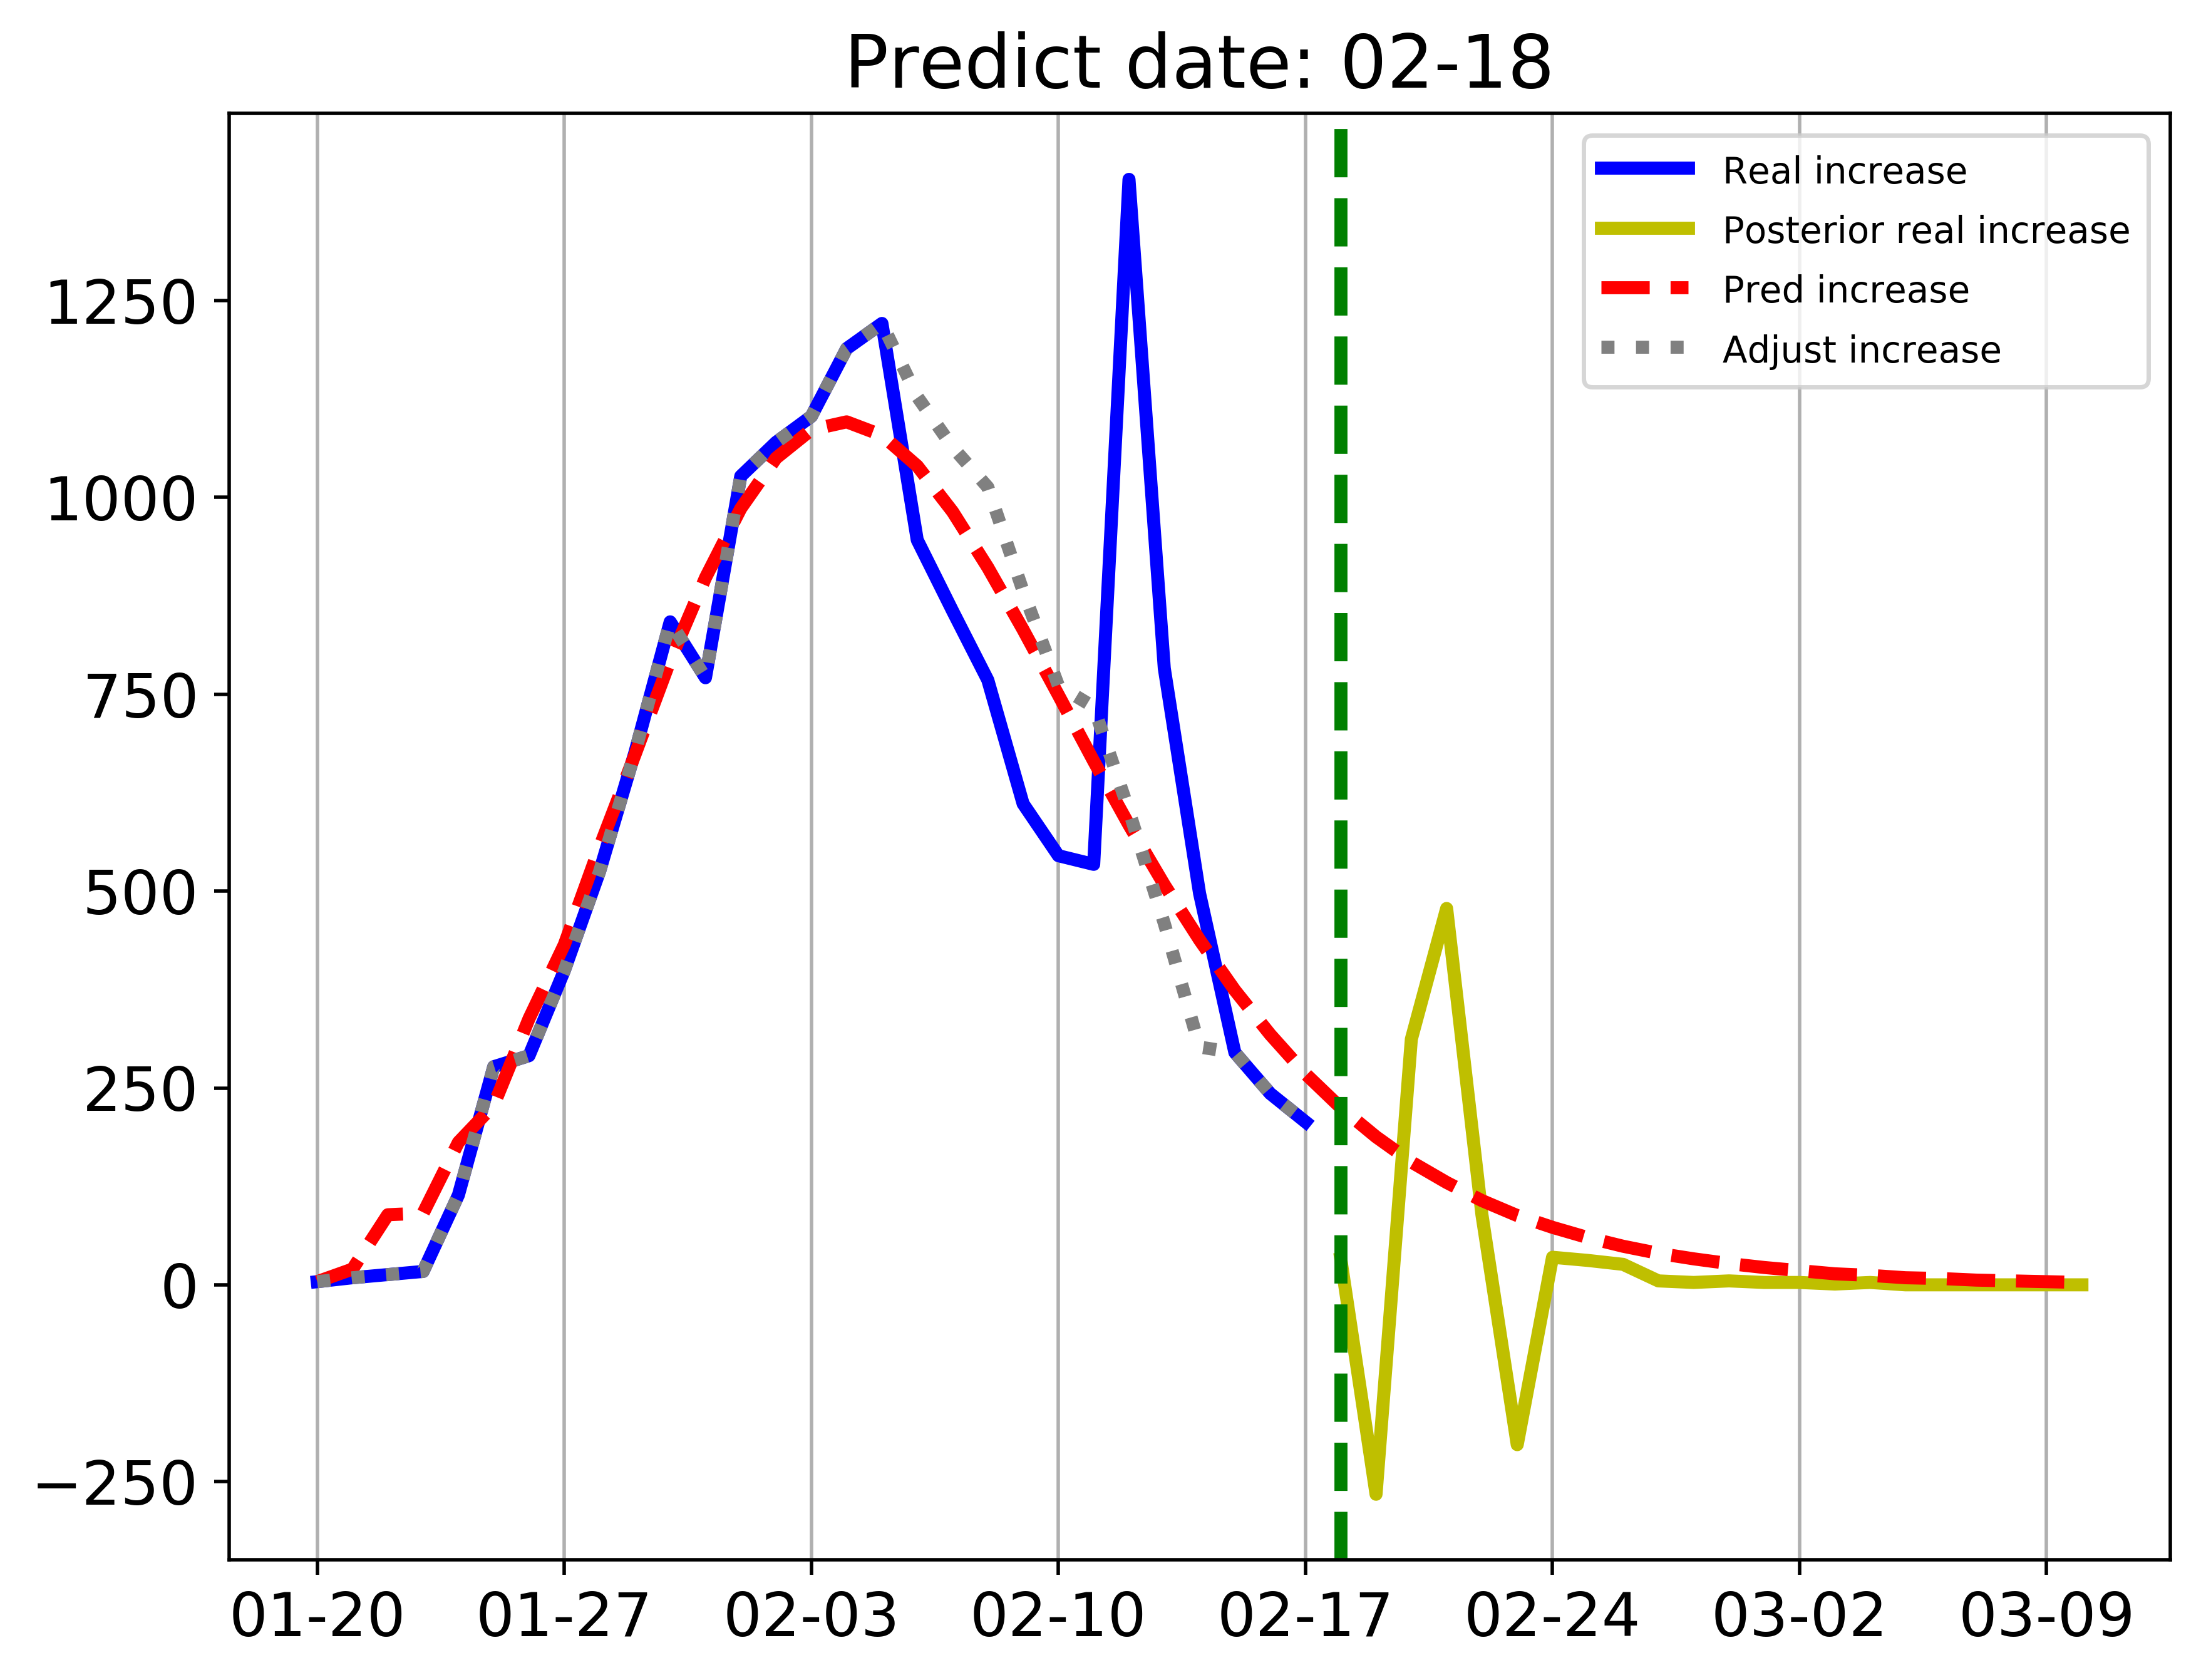 Predict date: 02-18
Real increase
Posterior real increase
Pred increase
Adjust increase
1250
1000
750
500
250
0
−250
01-20 01-27 02-03 02-10 02-17 02-24 03-02 03-09